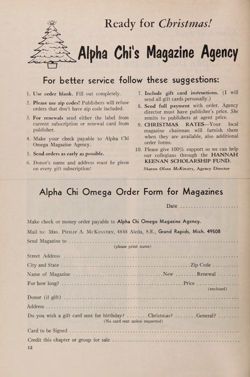 Ready for Christmas!
Alpha Chi's Magazine Agency
For better service follow these suggestions:
1. Use order blank. Fill out completely.
2. Please use zip codes! Publishers will refuse
orders that don't have zip code included.
3. For renewals send either the label from
current subscription or renewal card from
publisher.
4. Make your check payable to Alpha Chi
Omega Magazine Agency.
5. Send orders as early as possible.
6. Donor's name and address must be given
on every gift subscription!
7. Include gift card instructions. (I will
send all gift cards personally.)
8. Send full payment with order. Agency
director must have publisher's price. She
remits to publishers at agent price.
9. CHRISTMAS RATES—Your local
magazine chairman will furnish them
when they are available, also additional
order forms.
10. Please give 100% support so we can help
our collegians through the HANNAH
KEENAN SCHOLARSHIP FUND.
Sharon Olson McKinstry, Agency Director
Alpha Chi Omega Order Form for Magazines
Date
Make check or money order payable to Alpha Chi Omega Magazine Agency.
Mail to: Mrs. Philip A. McKinstry, 4848 Aleda, S.E., Grand Rapids, Mich. 49508
Send Magazine to
(please print name)
Street Address
City and State Zip Code
Name of Magazine New Renewal
For how long? Price
(enclosed)
Donor (if gift)
Address
Do you wish a gift card sent for birthday? Christmas? General?
(No card sent unless requested)
Card to be Signed
Credit this chapter or group for sale
12